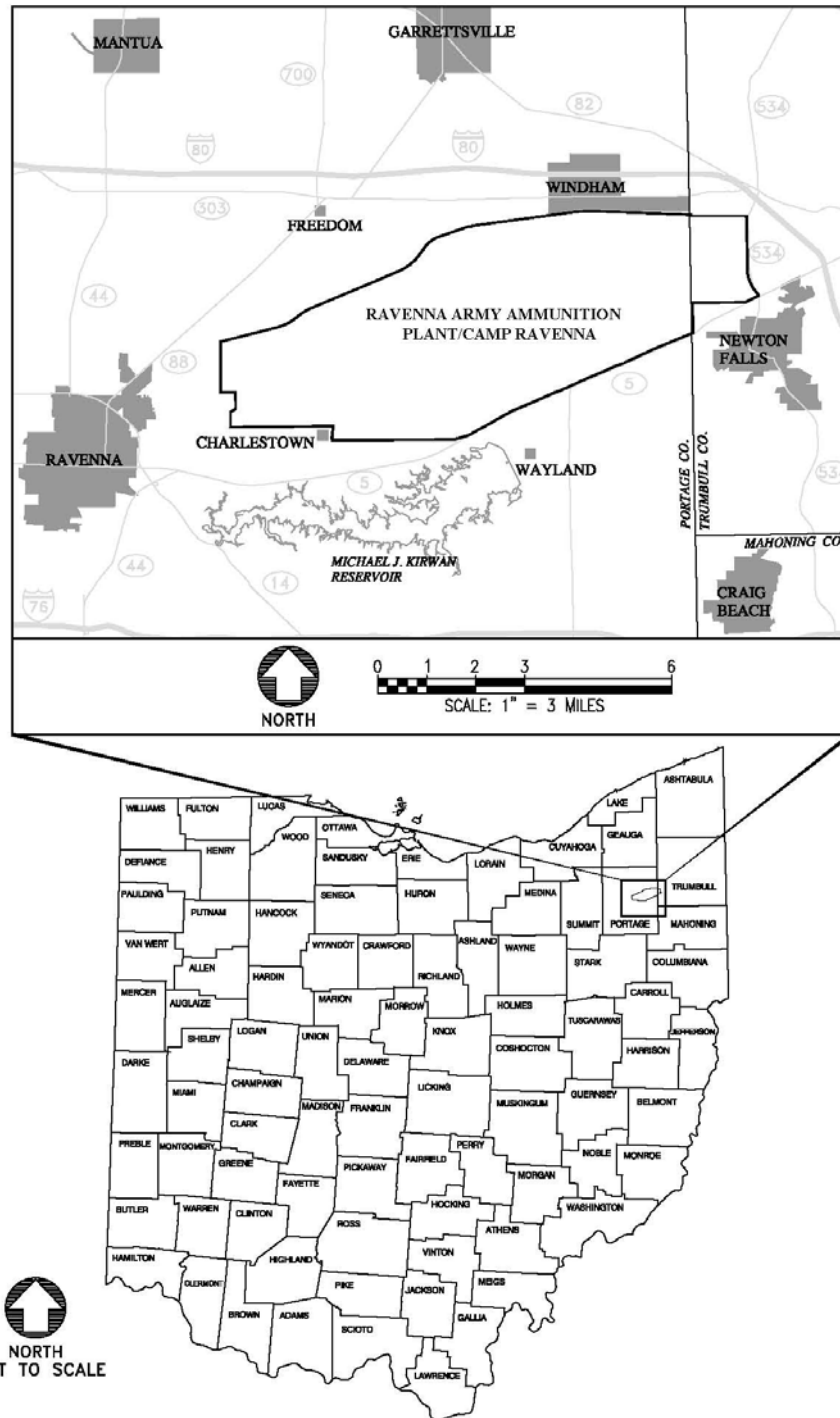 MANTUA
GARRETTSVILLE
700
82
534
80
80
WINDHAM
303
FREEDOM
534
44
RAVENNA ARMY AMMUNITION
PLANT/CAMP RAVENNA
NEWTON
FALLS
88
5
CHARLESTOWN
RAVENNA
WAYLAND
5
PORTAGE CO.
TRUMBULL CO.
MICHAEL J. KIRWAN
RESERVOIR
MAHONING CO
44
14
76
CRAIG
BEACH
NORTH
0 1 2 3 6
SCALE: 1" = 3 MILES
ASHTABULA
LAKE
WILLIAMS
FULTON
LUCAS
OTTAWA
WOOD
GEAUGA
CUYAHOGA
HENRY
SANDUSKY
ERIE
LORAIN
DEFIANCE
TRUMBULL
PAULDING
SENECA
HURON
MEDINA
PUTNAM
HANCOCK
SUMMIT
PORTAGE
MAHONING
VAN WERT
WYANDOT
CRAWFORD
ASHLAND
WAYNE
STARK
COLUMBIANA
ALLEN
HARDIN
RICHLAND
MERCER
AUGLAIZE
MARION
MORROW
HOLMES
CARROLL
TUSCARAWAS
JEFFERSON
LOGAN
UNION
KNOX
SHELBY
COSHOCTON
HARRISON
DARKE
DELAWARE
CHAMPAIGN
LICKING
MIAMI
MUSKINGUM
GUERNSEY
BELMONT
MADISON
FRANKLIN
CLARK
PREBLE
MONTGOMERY
PERRY
GREENE
FAIRFIELD
NOBLE
MONROE
PICKAWAY
MORGAN
FAYETTE
BUTLER
WARREN
CLINTON
HOCKING
WASHINGTON
ROSS
ATHENS
HAMILTON
HIGHLAND
VINTON
CLERMONT
PIKE
JACKSON
MEIGS
BROWN
ADAMS
GALLIA
SCIOTO
LAWRENCE
NORTH
T TO SCALE